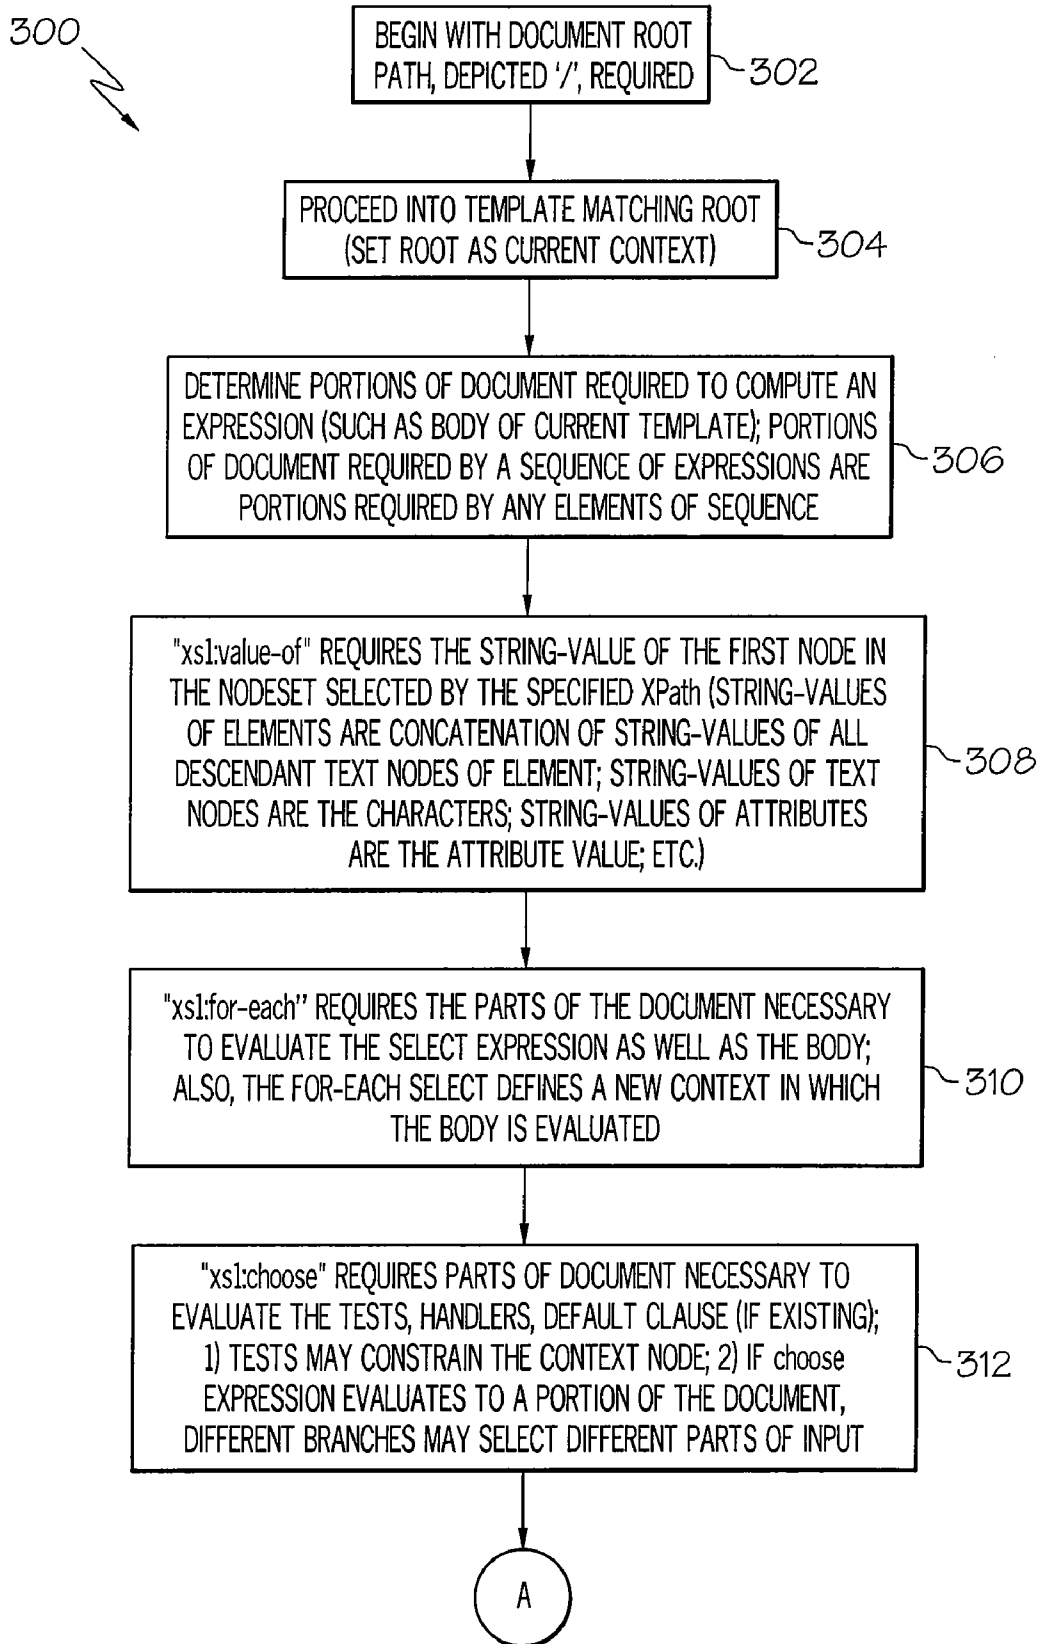 300
BEGIN WITH DOCUMENT ROOT
PATH, DEPICTED '/', REQUIRED
302
PROCEED INTO TEMPLATE MATCHING ROOT
(SET ROOT AS CURRENT CONTEXT)
304
DETERMINE PORTIONS OF DOCUMENT REQUIRED TO COMPUTE AN
EXPRESSION (SUCH AS BODY OF CURRENT TEMPLATE); PORTIONS
OF DOCUMENT REQUIRED BY A SEQUENCE OF EXPRESSIONS ARE
PORTIONS REQUIRED BY ANY ELEMENTS OF SEQUENCE
306
"xsl:value-of" REQUIRES THE STRING-VALUE OF THE FIRST NODE IN
THE NODESET SELECTED BY THE SPECIFIED XPath (STRING-VALUES
OF ELEMENTS ARE CONCATENATION OF STRING-VALUES OF ALL
DESCENDANT TEXT NODES OF ELEMENT; STRING-VALUES OF TEXT
NODES ARE THE CHARACTERS; STRING-VALUES OF ATTRIBUTES
ARE THE ATTRIBUTE VALUE; ETC.)
308
"xsl:for-each" REQUIRES THE PARTS OF THE DOCUMENT NECESSARY
TO EVALUATE THE SELECT EXPRESSION AS WELL AS THE BODY;
ALSO, THE FOR-EACH SELECT DEFINES A NEW CONTEXT IN WHICH
THE BODY IS EVALUATED
310
"xsl:choose" REQUIRES PARTS OF DOCUMENT NECESSARY TO
EVALUATE THE TESTS, HANDLERS, DEFAULT CLAUSE (IF EXISTING);
1) TESTS MAY CONSTRAIN THE CONTEXT NODE; 2) IF choose
EXPRESSION EVALUATES TO A PORTION OF THE DOCUMENT,
DIFFERENT BRANCHES MAY SELECT DIFFERENT PARTS OF INPUT
312
A